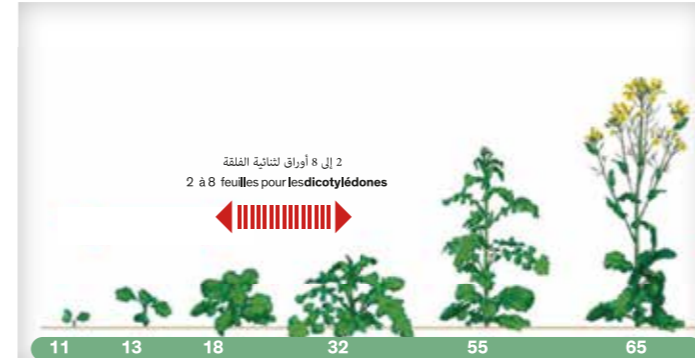 2 إلى 8 أوراق لثنائية الفلقة
2 à 8 feuilles pour les dicotylédones
11 13 18 32 55 65